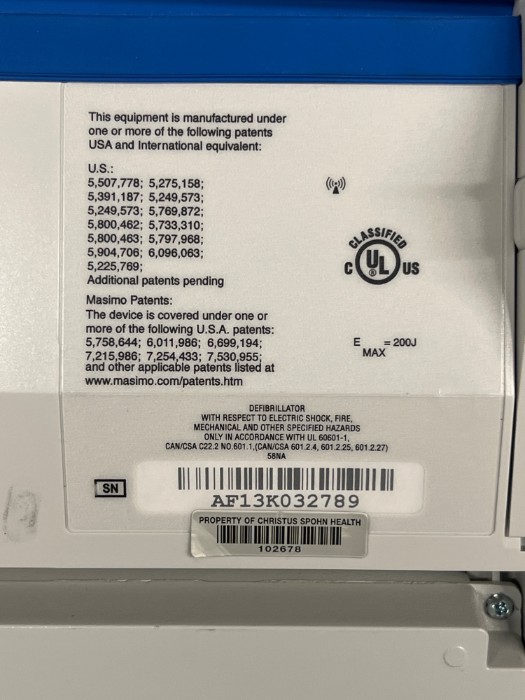 This equipment is manufactured under
one or more of the following patents
USA and International equivalent:
U.S.:
5,507,778; 5,275,158;
5,391,187; 5,249,573;
5,249,573; 5,769,872;
5,800,462; 5,733,310;
5,800,463; 5,797,968;
5,904,706; 6,096,063;
5,225,769;
Additional patents pending
Masimo Patents:
The device is covered under one or
more of the following U.S.A. patents:
5,758,644; 6,011,986; 6,699,194;
7,215,986; 7,254,433; 7,530,955;
and other applicable patents listed at
www.masimo.com/patents.htm
CLASSIFIED
C UL ® US
E MAX = 200J
DEFIBRILLATOR
WITH RESPECT TO ELECTRIC SHOCK, FIRE,
MECHANICAL AND OTHER SPECIFIED HAZARDS
ONLY IN ACCORDANCE WITH UL 60601-1,
CAN/CSA C22.2 NO.601.1,(CAN/CSA 601.2.4, 601.2.25, 601.2.27)
58NA
SN
AF13K032789
PROPERTY OF CHRISTUS SPOHN HEALTH
102678